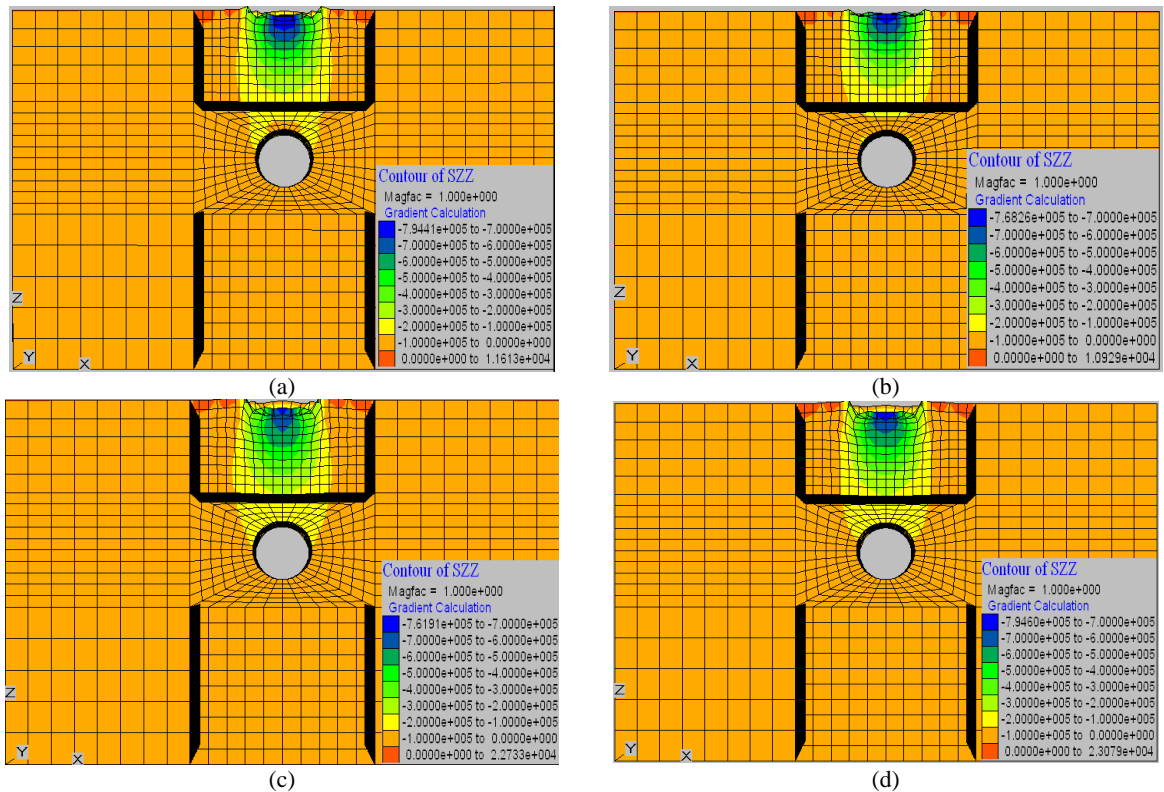 Contour of SZZ
Magfac = 1.000e+000
Gradient Calculation
-7.9441e+005 to -7.0000e+005
-7.0000e+005 to -6.0000e+005
-6.0000e+005 to -5.0000e+005
-5.0000e+005 to -4.0000e+005
-4.0000e+005 to -3.0000e+005
-3.0000e+005 to -2.0000e+005
-2.0000e+005 to -1.0000e+005
-1.0000e+005 to 0.0000e+000
0.0000e+000 to 1.1613e+004
Z
Y
X
(a)
Contour of SZZ
Magfac = 1.000e+000
Gradient Calculation
-7.6826e+005 to -7.0000e+005
-7.0000e+005 to -6.0000e+005
-6.0000e+005 to -5.0000e+005
-5.0000e+005 to -4.0000e+005
-4.0000e+005 to -3.0000e+005
-3.0000e+005 to -2.0000e+005
-2.0000e+005 to -1.0000e+005
-1.0000e+005 to 0.0000e+000
0.0000e+000 to 1.0929e+004
Z
Y
X
(b)
Contour of SZZ
Magfac = 1.000e+000
Gradient Calculation
-7.6191e+005 to -7.0000e+005
-7.0000e+005 to -6.0000e+005
-6.0000e+005 to -5.0000e+005
-5.0000e+005 to -4.0000e+005
-4.0000e+005 to -3.0000e+005
-3.0000e+005 to -2.0000e+005
-2.0000e+005 to -1.0000e+005
-1.0000e+005 to 0.0000e+000
0.0000e+000 to 2.2733e+004
Z
Y
X
(c)
Contour of SZZ
Magfac = 1.000e+000
Gradient Calculation
-7.9460e+005 to -7.0000e+005
-7.0000e+005 to -6.0000e+005
-6.0000e+005 to -5.0000e+005
-5.0000e+005 to -4.0000e+005
-4.0000e+005 to -3.0000e+005
-3.0000e+005 to -2.0000e+005
-2.0000e+005 to -1.0000e+005
-1.0000e+005 to 0.0000e+000
0.0000e+000 to 2.3079e+004
Z
Y
X
(d)